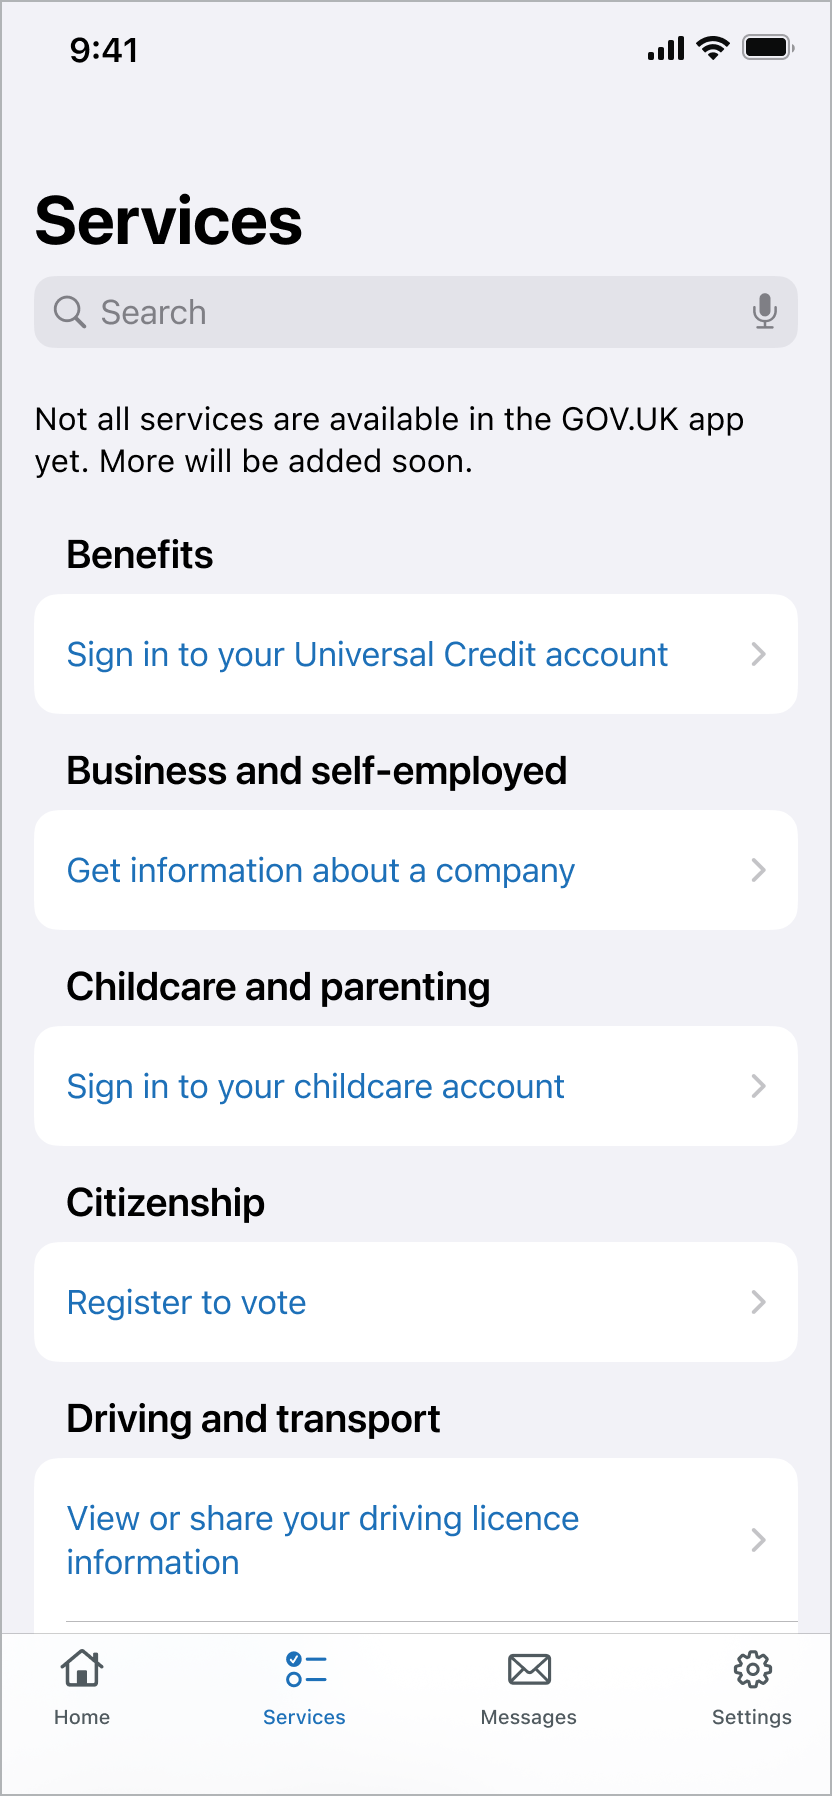 9:41
Services
Search
Not all services are available in the GOV.UK app
yet. More will be added soon.
Benefits
Sign in to your Universal Credit account
Business and self-employed
Get information about a company
Childcare and parenting
Sign in to your childcare account
Citizenship
Register to vote
Driving and transport
View or share your driving licence
information
Home
Services
Messages
Settings